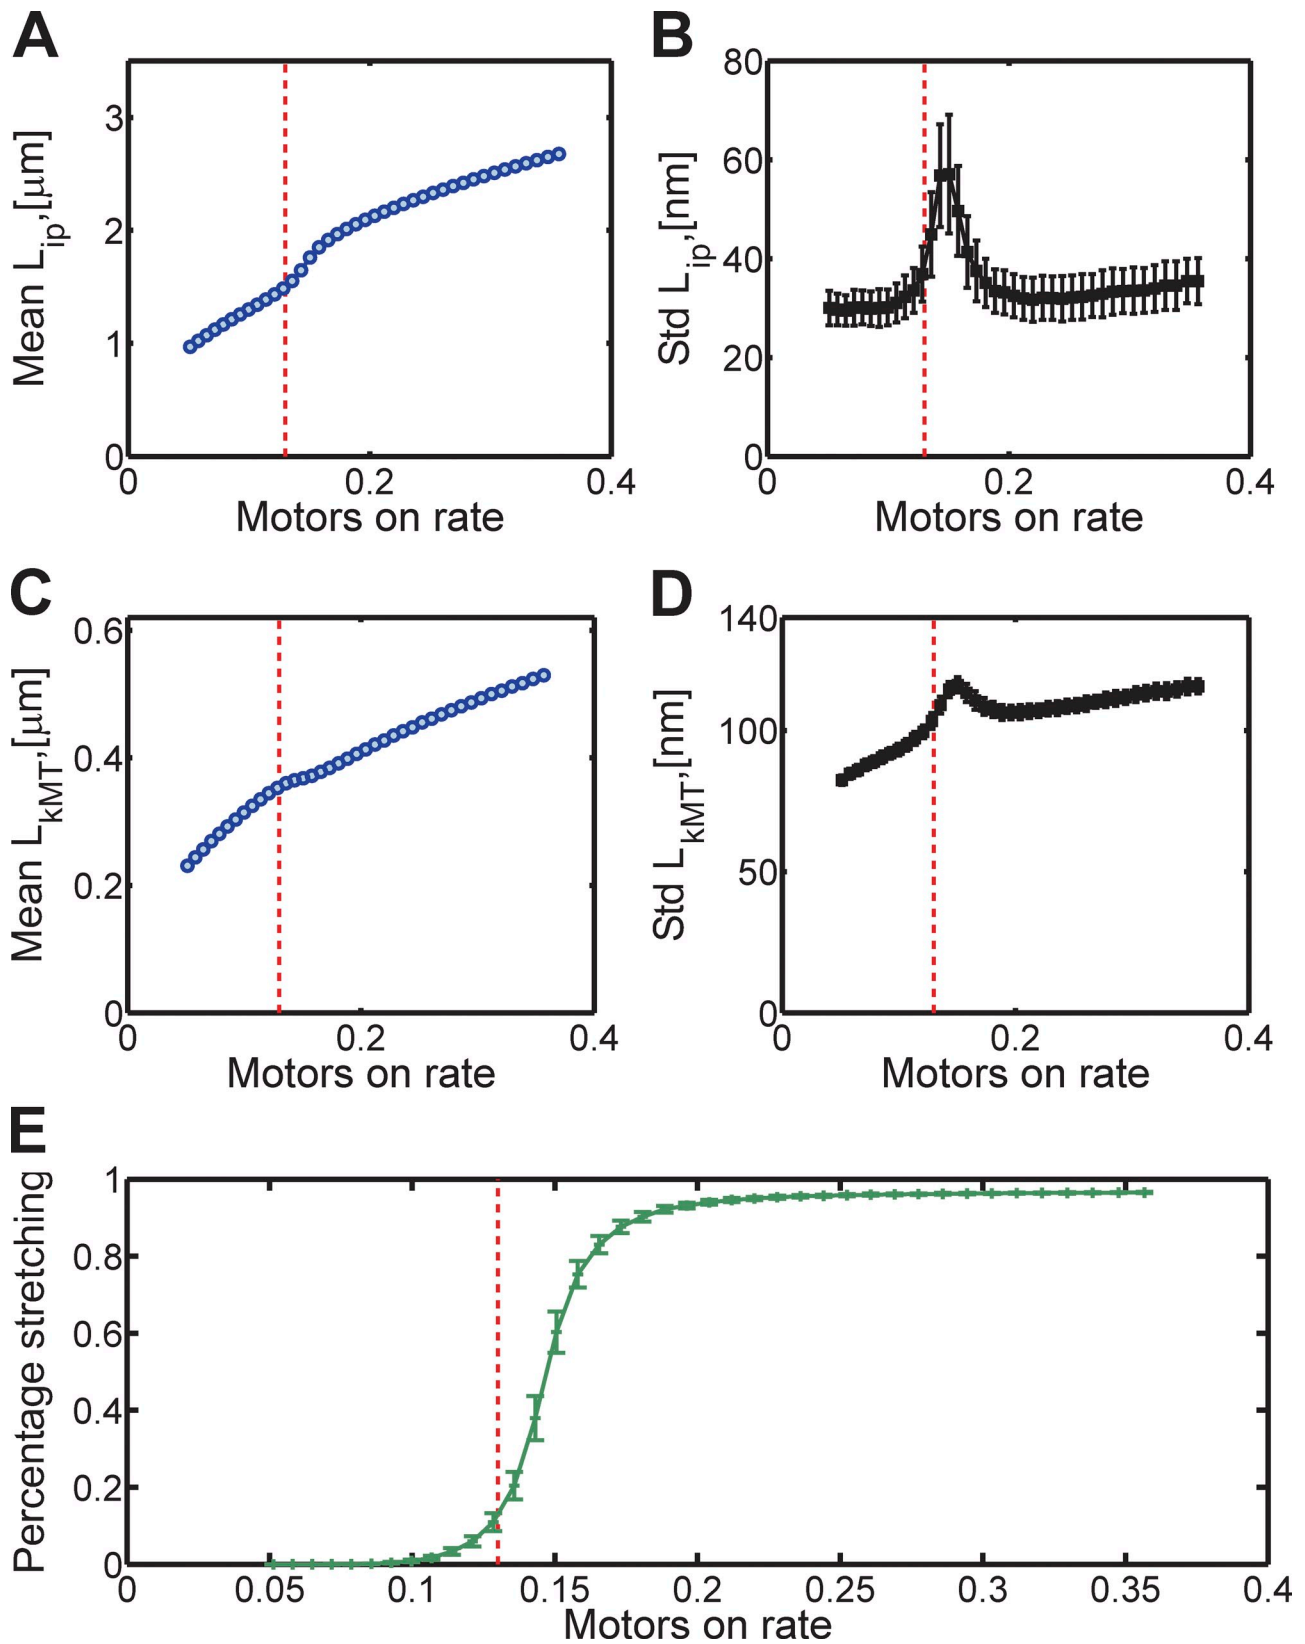 A
Mean Lip,[μm]
3
2
1
0
0 0.2 0.4
Motors on rate
B
Std Lip,[nm]
80
60
40
20
0
0 0.2 0.4
Motors on rate
C
Mean LkMT,[μm]
0.6
0.4
0.2
0
0 0.2 0.4
Motors on rate
D
Std LkMT,[nm]
140
100
50
0
0 0.2 0.4
Motors on rate
E
Percentage stretching
1
0.8
0.6
0.4
0.2
0
0 0.05 0.1 0.15 0.2 0.25 0.3 0.35 0.4
Motors on rate